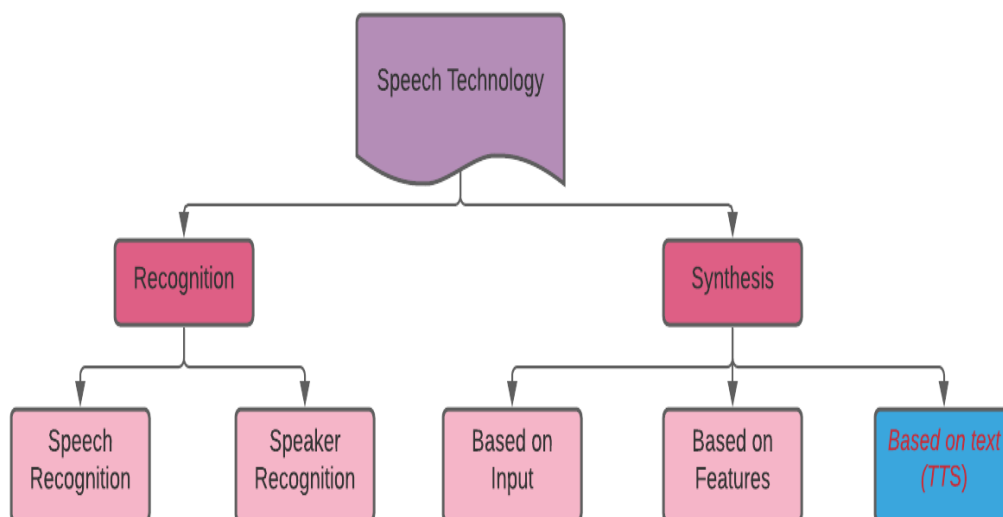 Speech Technology
Recognition
Synthesis
Speech
Recognition
Speaker
Recognition
Based on
Input
Based on
Features
Based on text
(TTS)